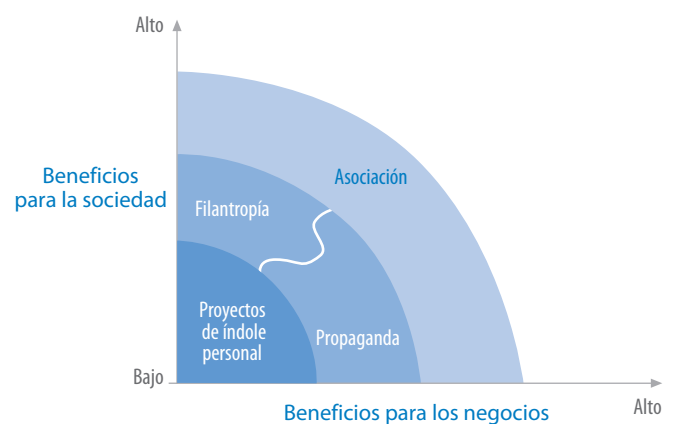 Alto
Beneficios
para la sociedad
Asociación
Filantropía
Proyectos
de índole
personal
Propaganda
Bajo
Beneficios para los negocios
Alto